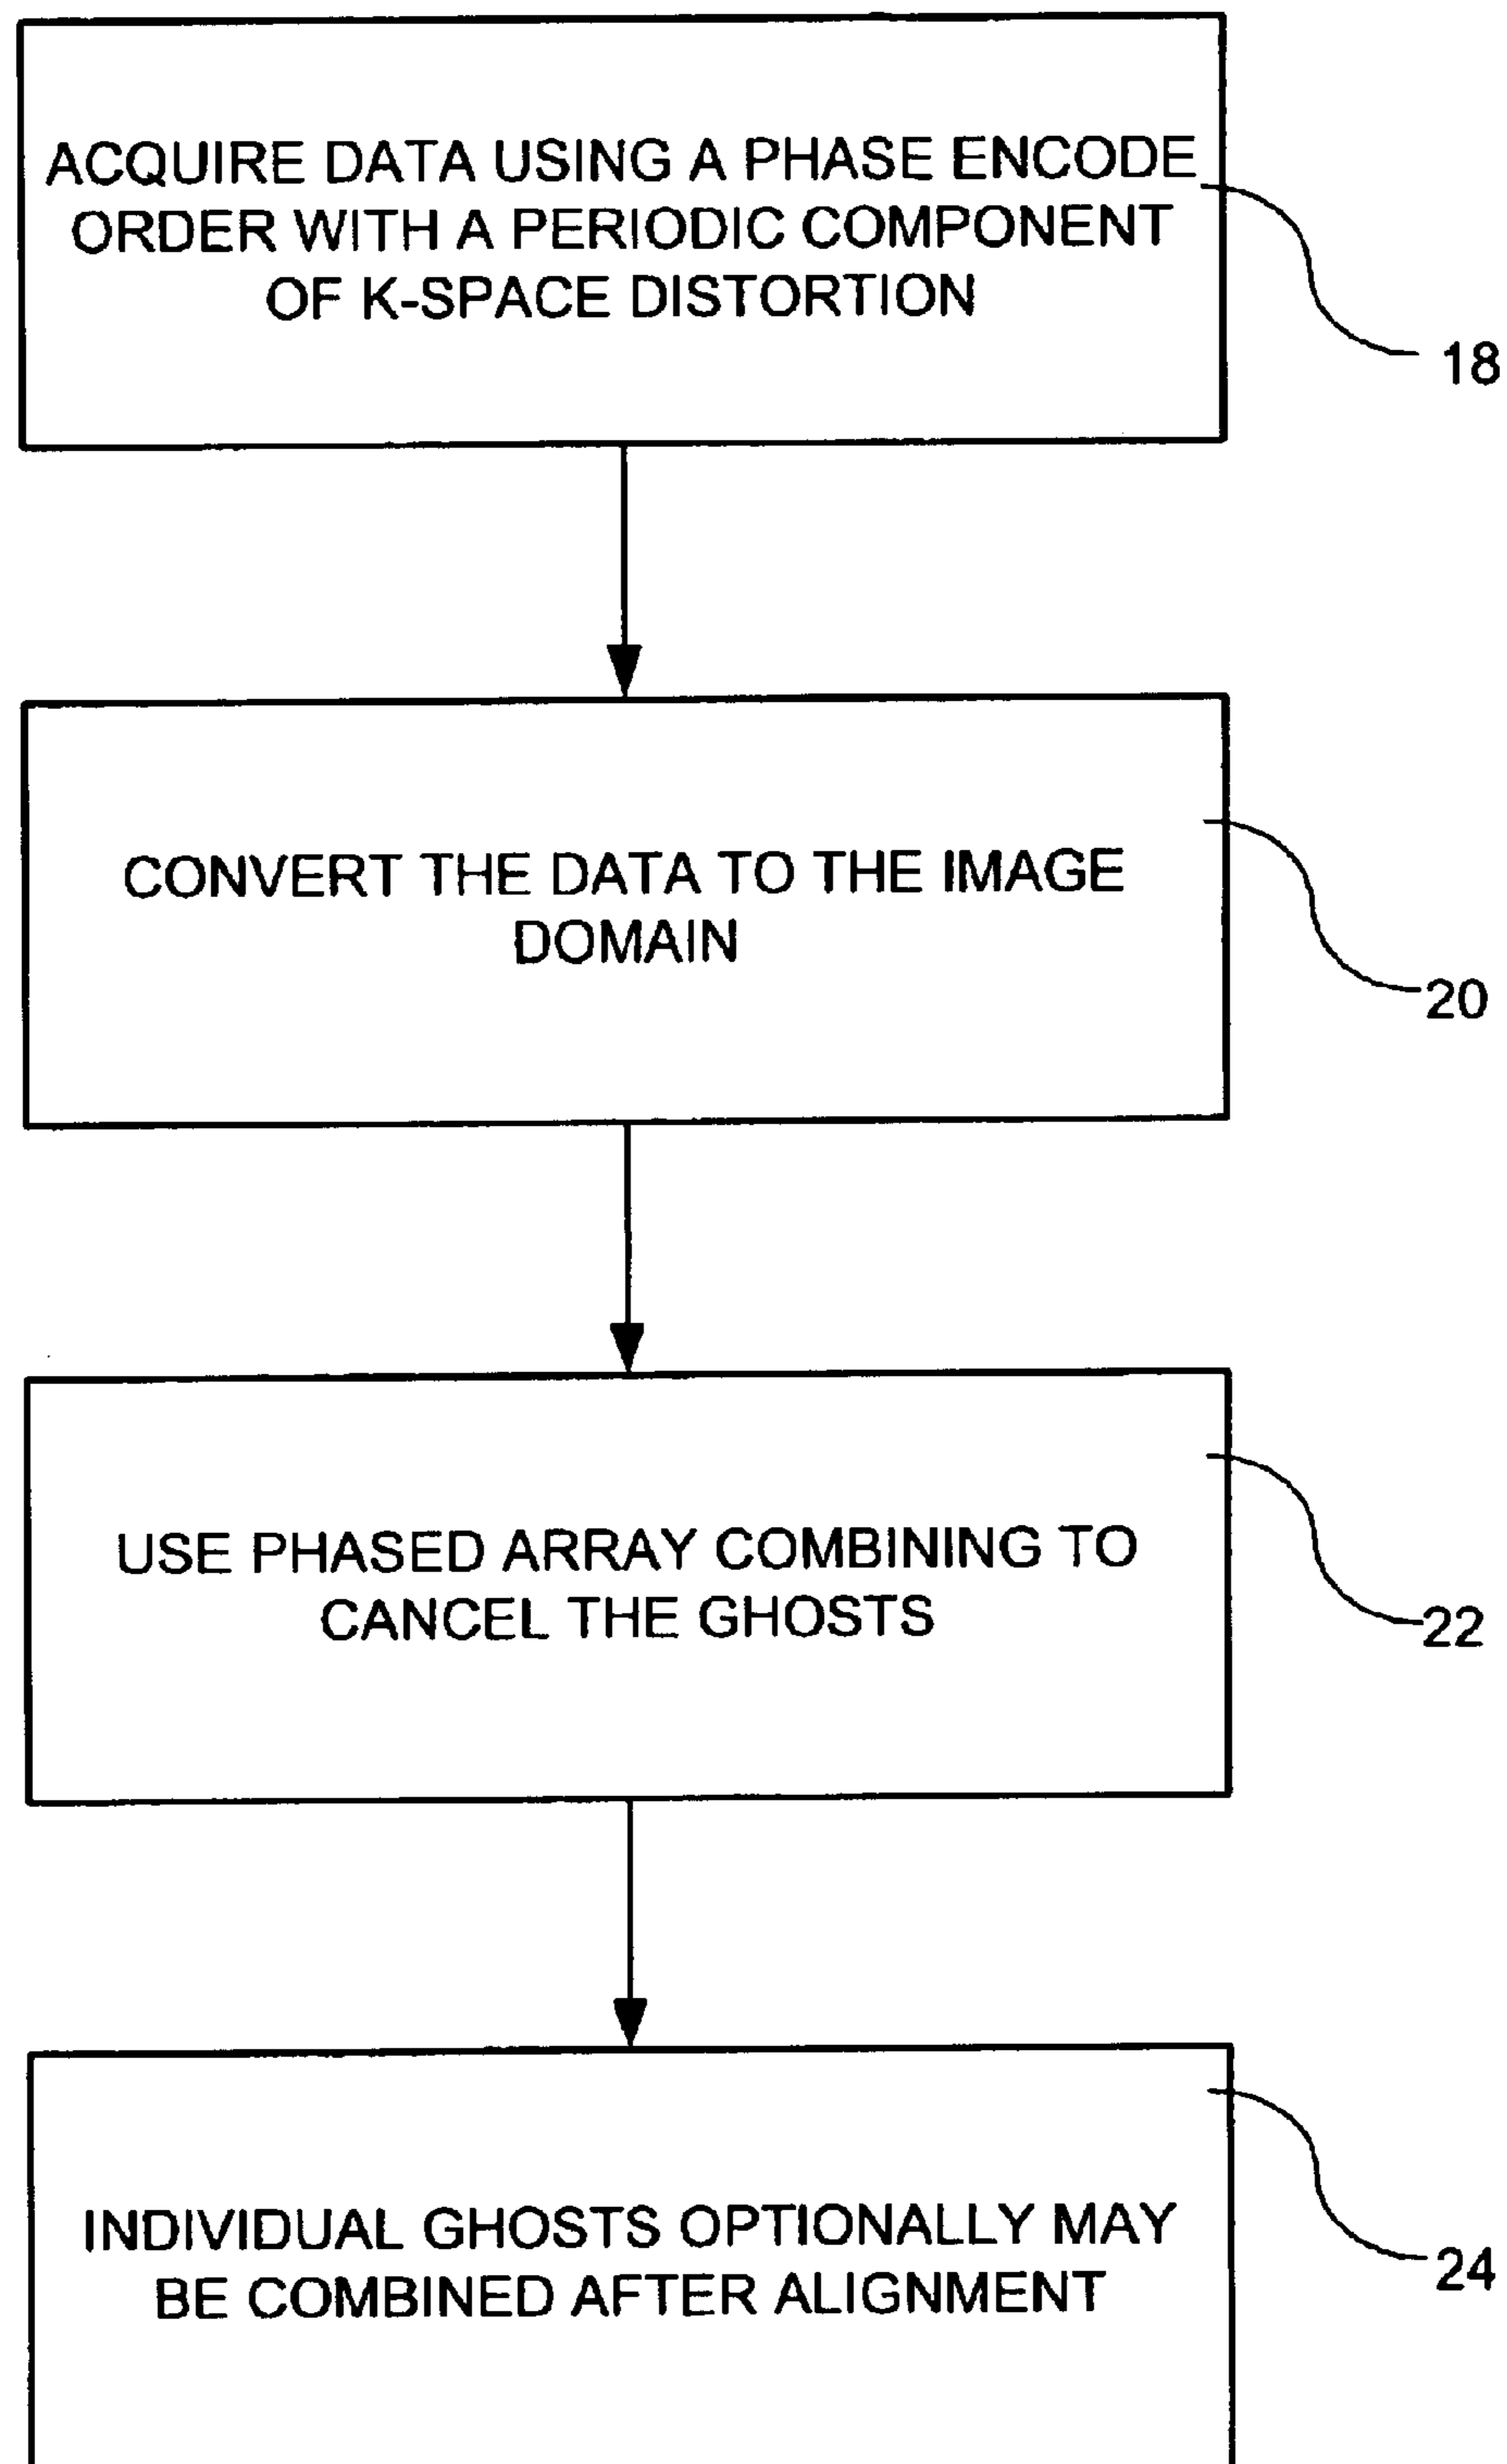 ACQUIRE DATA USING A PHASE ENCODE
ORDER WITH A PERIODIC COMPONENT
OF K-SPACE DISTORTION
18
CONVERT THE DATA TO THE IMAGE
DOMAIN
20
USE PHASED ARRAY COMBINING TO
CANCEL THE GHOSTS
22
INDIVIDUAL GHOSTS OPTIONALLY MAY
BE COMBINED AFTER ALIGNMENT
24